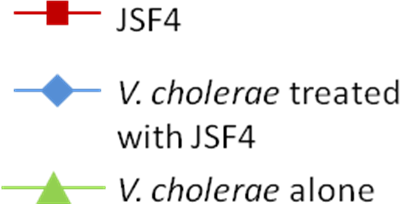 JSF4
V. cholerae treated
with JSF4
V. cholerae alone